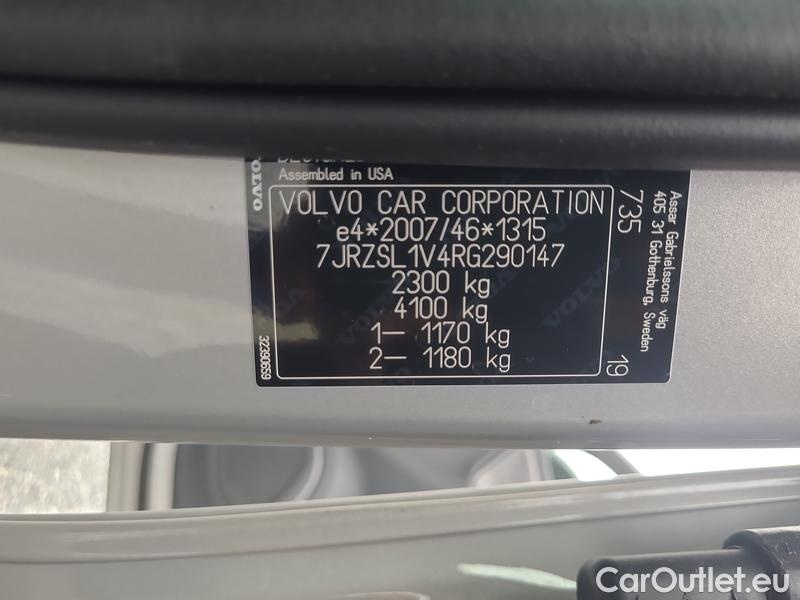 Assembled in USA
VOLVO
VOLVO CAR CORPORATION
e4*2007/46*1315
7JRZSL1V4RG290147
2300 kg
4100 kg
1– 1170 kg
2– 1180 kg
735
19
Assar Gabrielssons väg
405 31 Gothenburg, Sweden
32390659
CarOutlet.eu